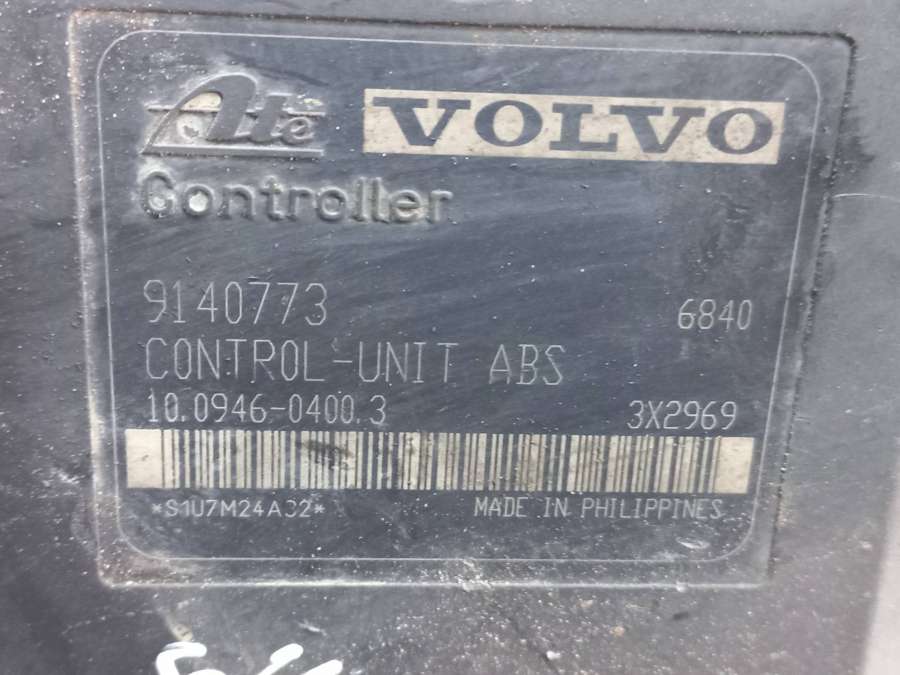 Ate VOLVO
Controller
9140773 6840
CONTROL-UNIT ABS
10.0946-0400.3 3X2969
*S1U7M24A32*
MADE IN PHILIPPINES